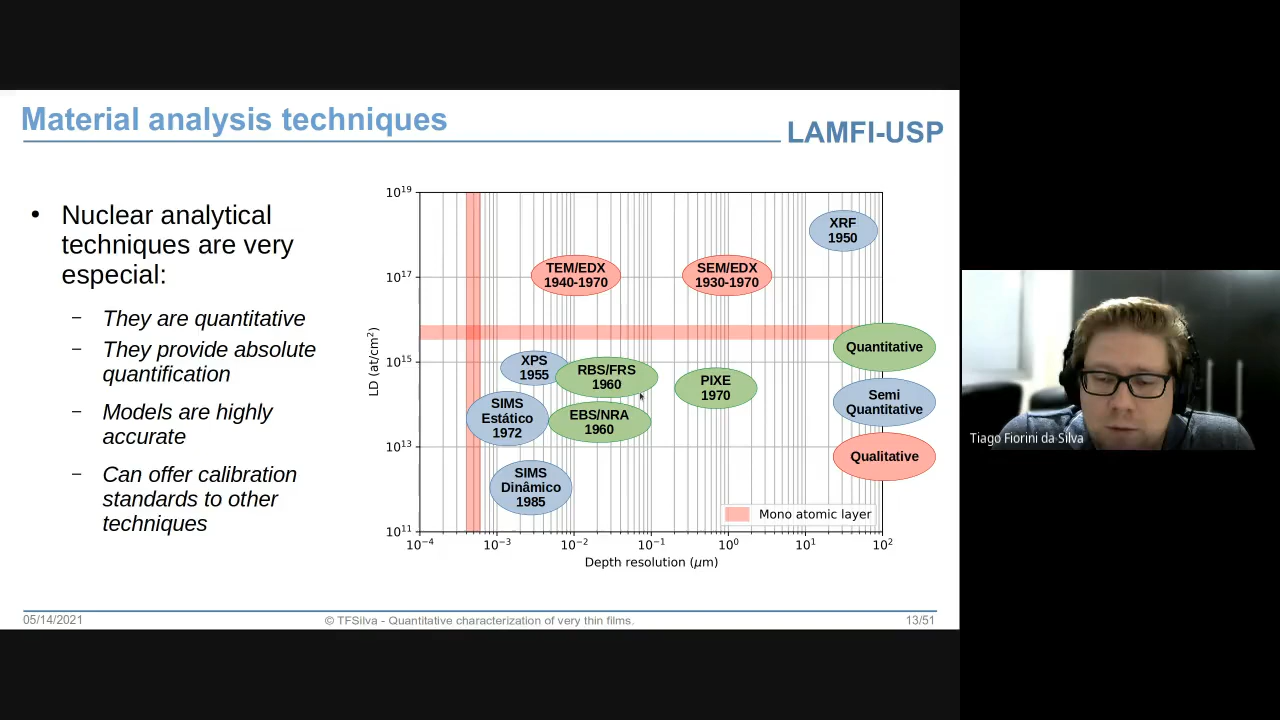 Material analysis techniques
LAMFI-USP
• Nuclear analytical
techniques are very
especial:
– They are quantitative
– They provide absolute
quantification
– Models are highly
accurate
– Can offer calibration
standards to other
techniques
10¹⁹
10¹⁷
10¹⁵
10¹³
10¹¹
LD (at/cm²)
XRF
1950
TEM/EDX
1940-1970
SEM/EDX
1930-1970
Quantitative
XPS
1955
RBS/FRS
1960
PIXE
1970
Semi
Quantitative
SIMS
Estático
1972
EBS/NRA
1960
Qualitative
SIMS
Dinâmico
1985
Mono atomic layer
10⁻⁴ 10⁻³ 10⁻² 10⁻¹ 10⁰ 10¹ 10²
Depth resolution (μm)
05/14/2021
© TFSilva - Quantitative characterization of very thin films.
13/51
Tiago Fiorini da Silva